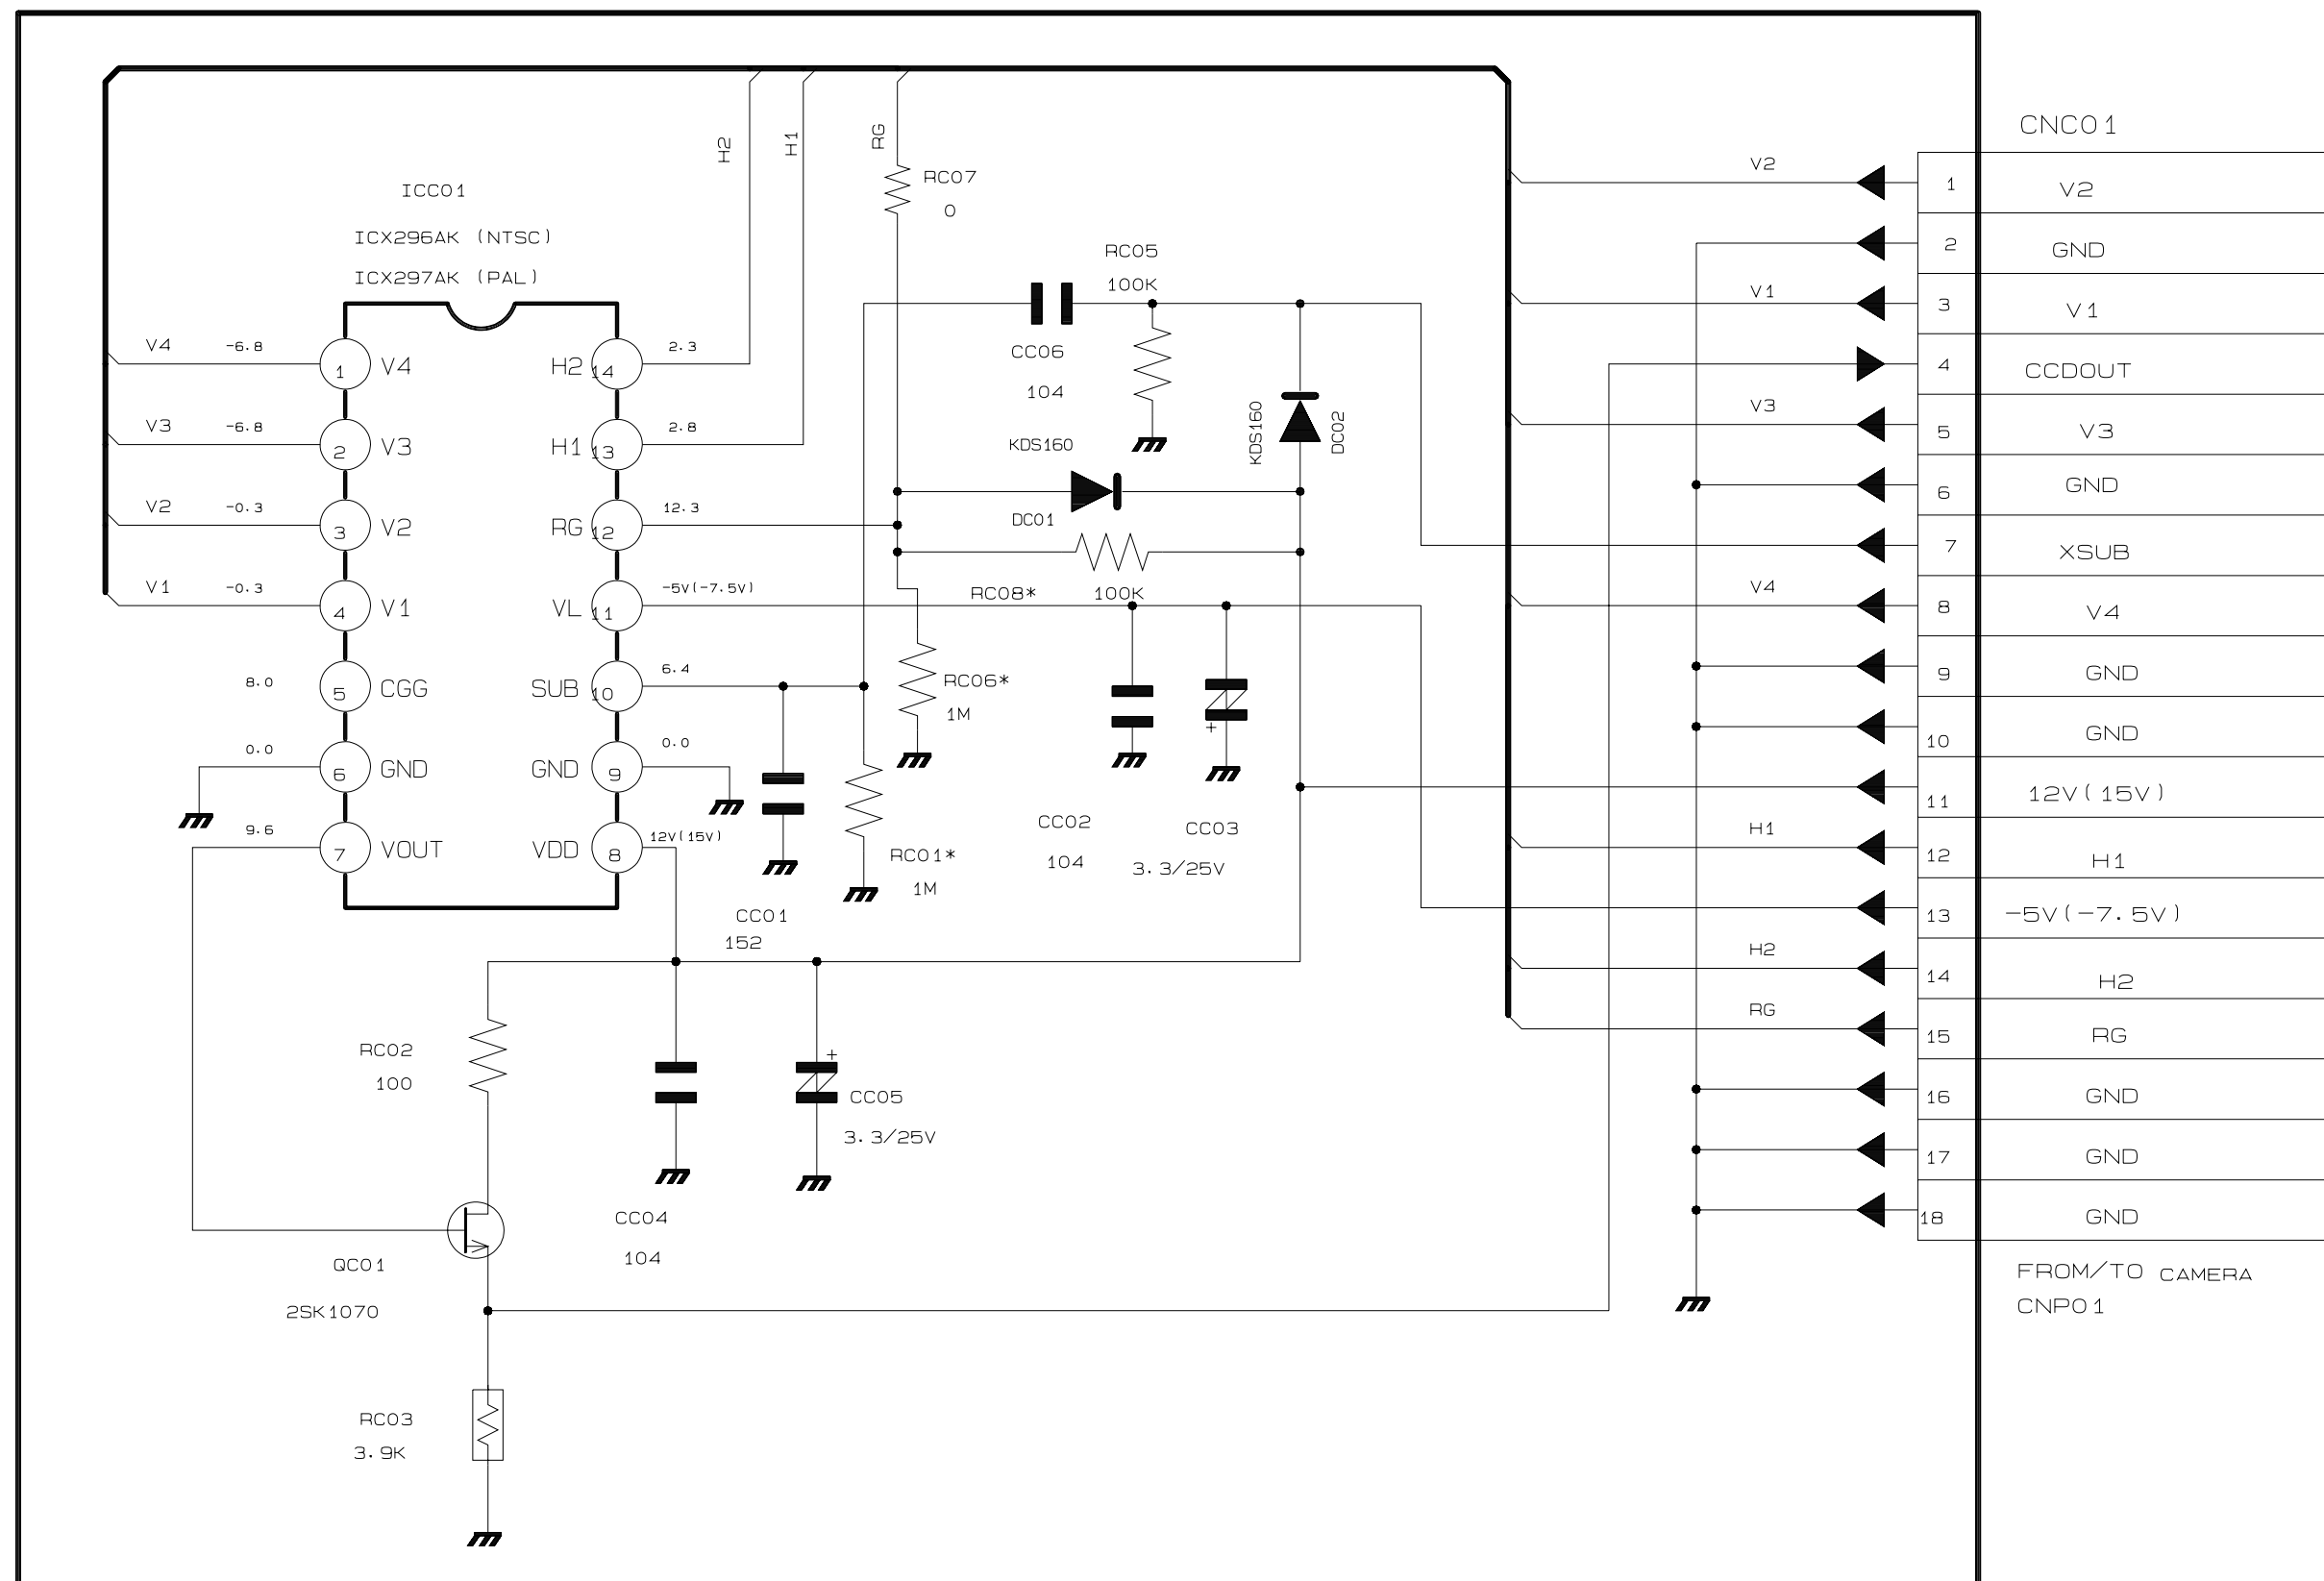 CNC01
H2
H1
RG
ICC01
ICX296AK (NTSC)
ICX297AK (PAL)
RC07
0
RC05
100K
CC06
104
KDS160
DC01
KDS160
DC02
RC08*
100K
V4 -6.8
V3 -6.8
V2 -0.3
V1 -0.3
8.0
0.0
9.6
1 V4
2 V3
3 V2
4 V1
5 CGG
6 GND
7 VOUT
H2 14
H1 13
RG 12
VL 11
SUB 10
GND 9
VDD 8
2.3
2.8
12.3
-5V(-7.5V)
6.4
0.0
12V(15V)
RC06*
1M
RC01*
1M
CC01
152
CC02
104
CC03
3.3/25V
+
RC02
100
+
CC05
3.3/25V
CC04
104
QC01
2SK1070
RC03
3.9K
V2
V1
V3
V4
H1
H2
RG
1 V2
2 GND
3 V1
4 CCDOUT
5 V3
6 GND
7 XSUB
8 V4
9 GND
10 GND
11 12V(15V)
12 H1
13 -5V(-7.5V)
14 H2
15 RG
16 GND
17 GND
18 GND
FROM/TO CAMERA
CNP01